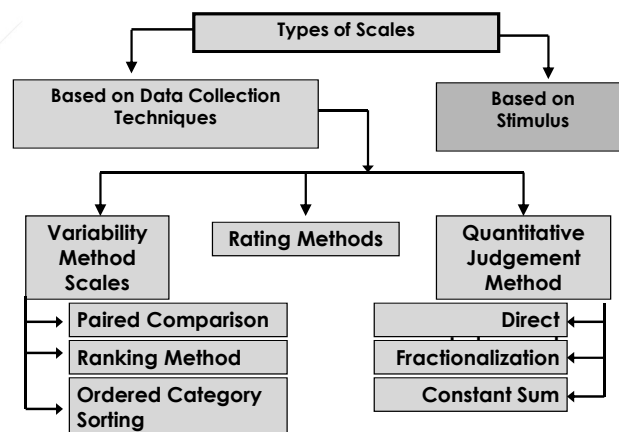 Types of Scales
Based on Data Collection
Techniques
Based on
Stimulus
Variability
Method
Scales
Rating Methods
Quantitative
Judgement
Method
Paired Comparison
Ranking Method
Ordered Category
Sorting
Direct
Fractionalization
Constant Sum